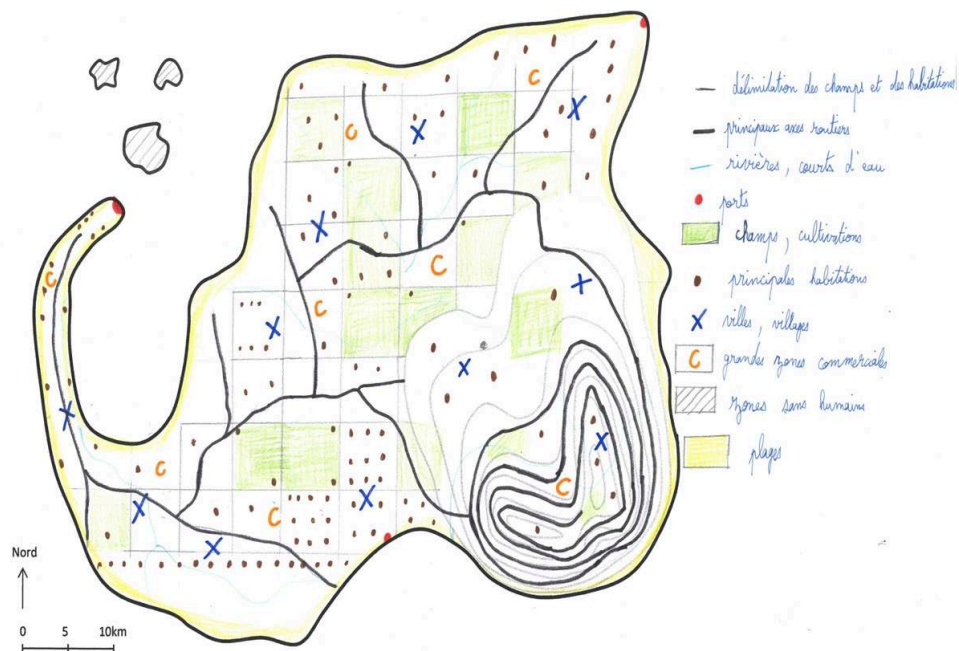 délimitation des champs et des habitations
principaux axes routiers
rivières, courts d'eau
ports
champs, cultivations
principales habitations
villes, villages
C grandes zones commerciales
zones sans humains
plages
C
C
C
C
C
C
C
C
Nord
0 5 10km